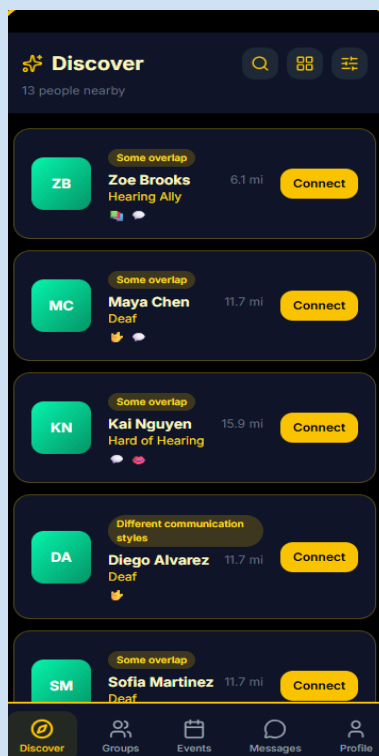 Discover
13 people nearby
Some overlap
ZB
Zoe Brooks
6.1 mi
Connect
Hearing Ally
Some overlap
MC
Maya Chen
11.7 mi
Connect
Deaf
Some overlap
KN
Kai Nguyen
15.9 mi
Connect
Hard of Hearing
Different communication
styles
DA
Diego Alvarez
11.7 mi
Connect
Deaf
Some overlap
SM
Sofia Martinez
11.7 mi
Connect
Deaf
Discover
Groups
Events
Messages
Profile